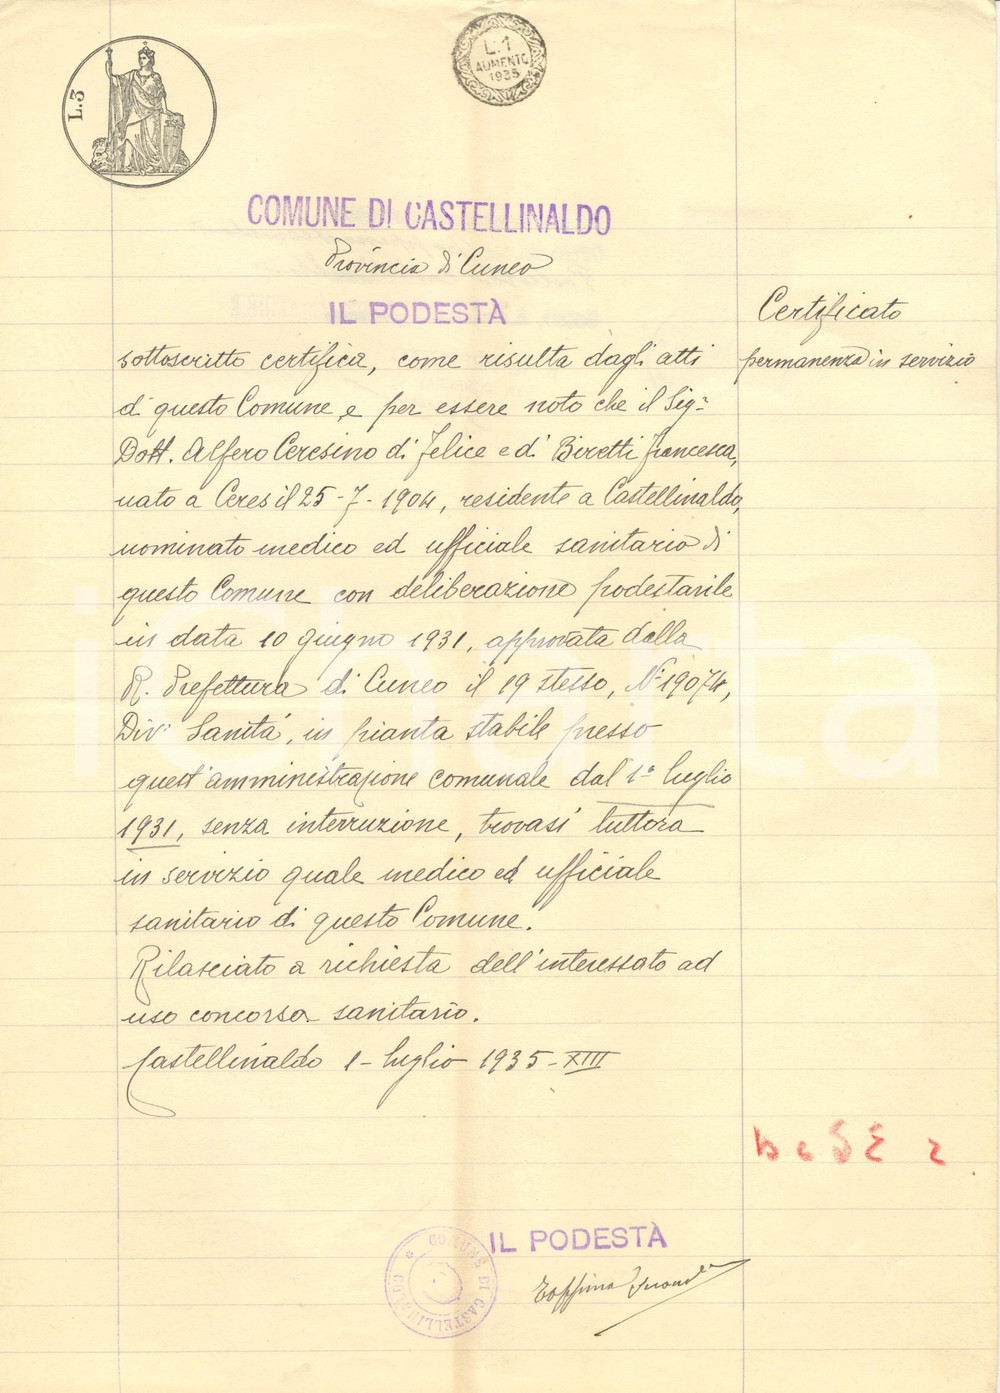 L.3
L.1
AUMENTO
1935
COMUNE DI CASTELLINALDO
Provincia di Cuneo
IL PODESTÀ
Certificato
permanenza in servizio
sottoscritto certifica, come risulta dagli atti
di questo Comune e per essere noto che il Sigr
Dott. Alfero Ceresino di Felice e di Biretti Francesca,
nato a Ceres il 25-7-1904, residente a Castellinaldo,
nominato medico ed ufficiale sanitario di
questo Comune con deliberazione podestarile
in data 10 giugno 1931, approvata dalla
R. Prefettura di Cuneo il 19 stesso, N° 19074,
Div. Sanità, in pianta stabile presso
quest'amministrazione comunale dal 1° luglio
1931, senza interruzione, trovasi tuttora
in servizio quale medico ed ufficiale
sanitario di questo Comune.
Rilasciato a richiesta dell'interessato ad
uso concorso sanitario.
Castellinaldo 1- luglio 1935-XIII
IL PODESTÀ
COMUNE DI CASTELLINALDO